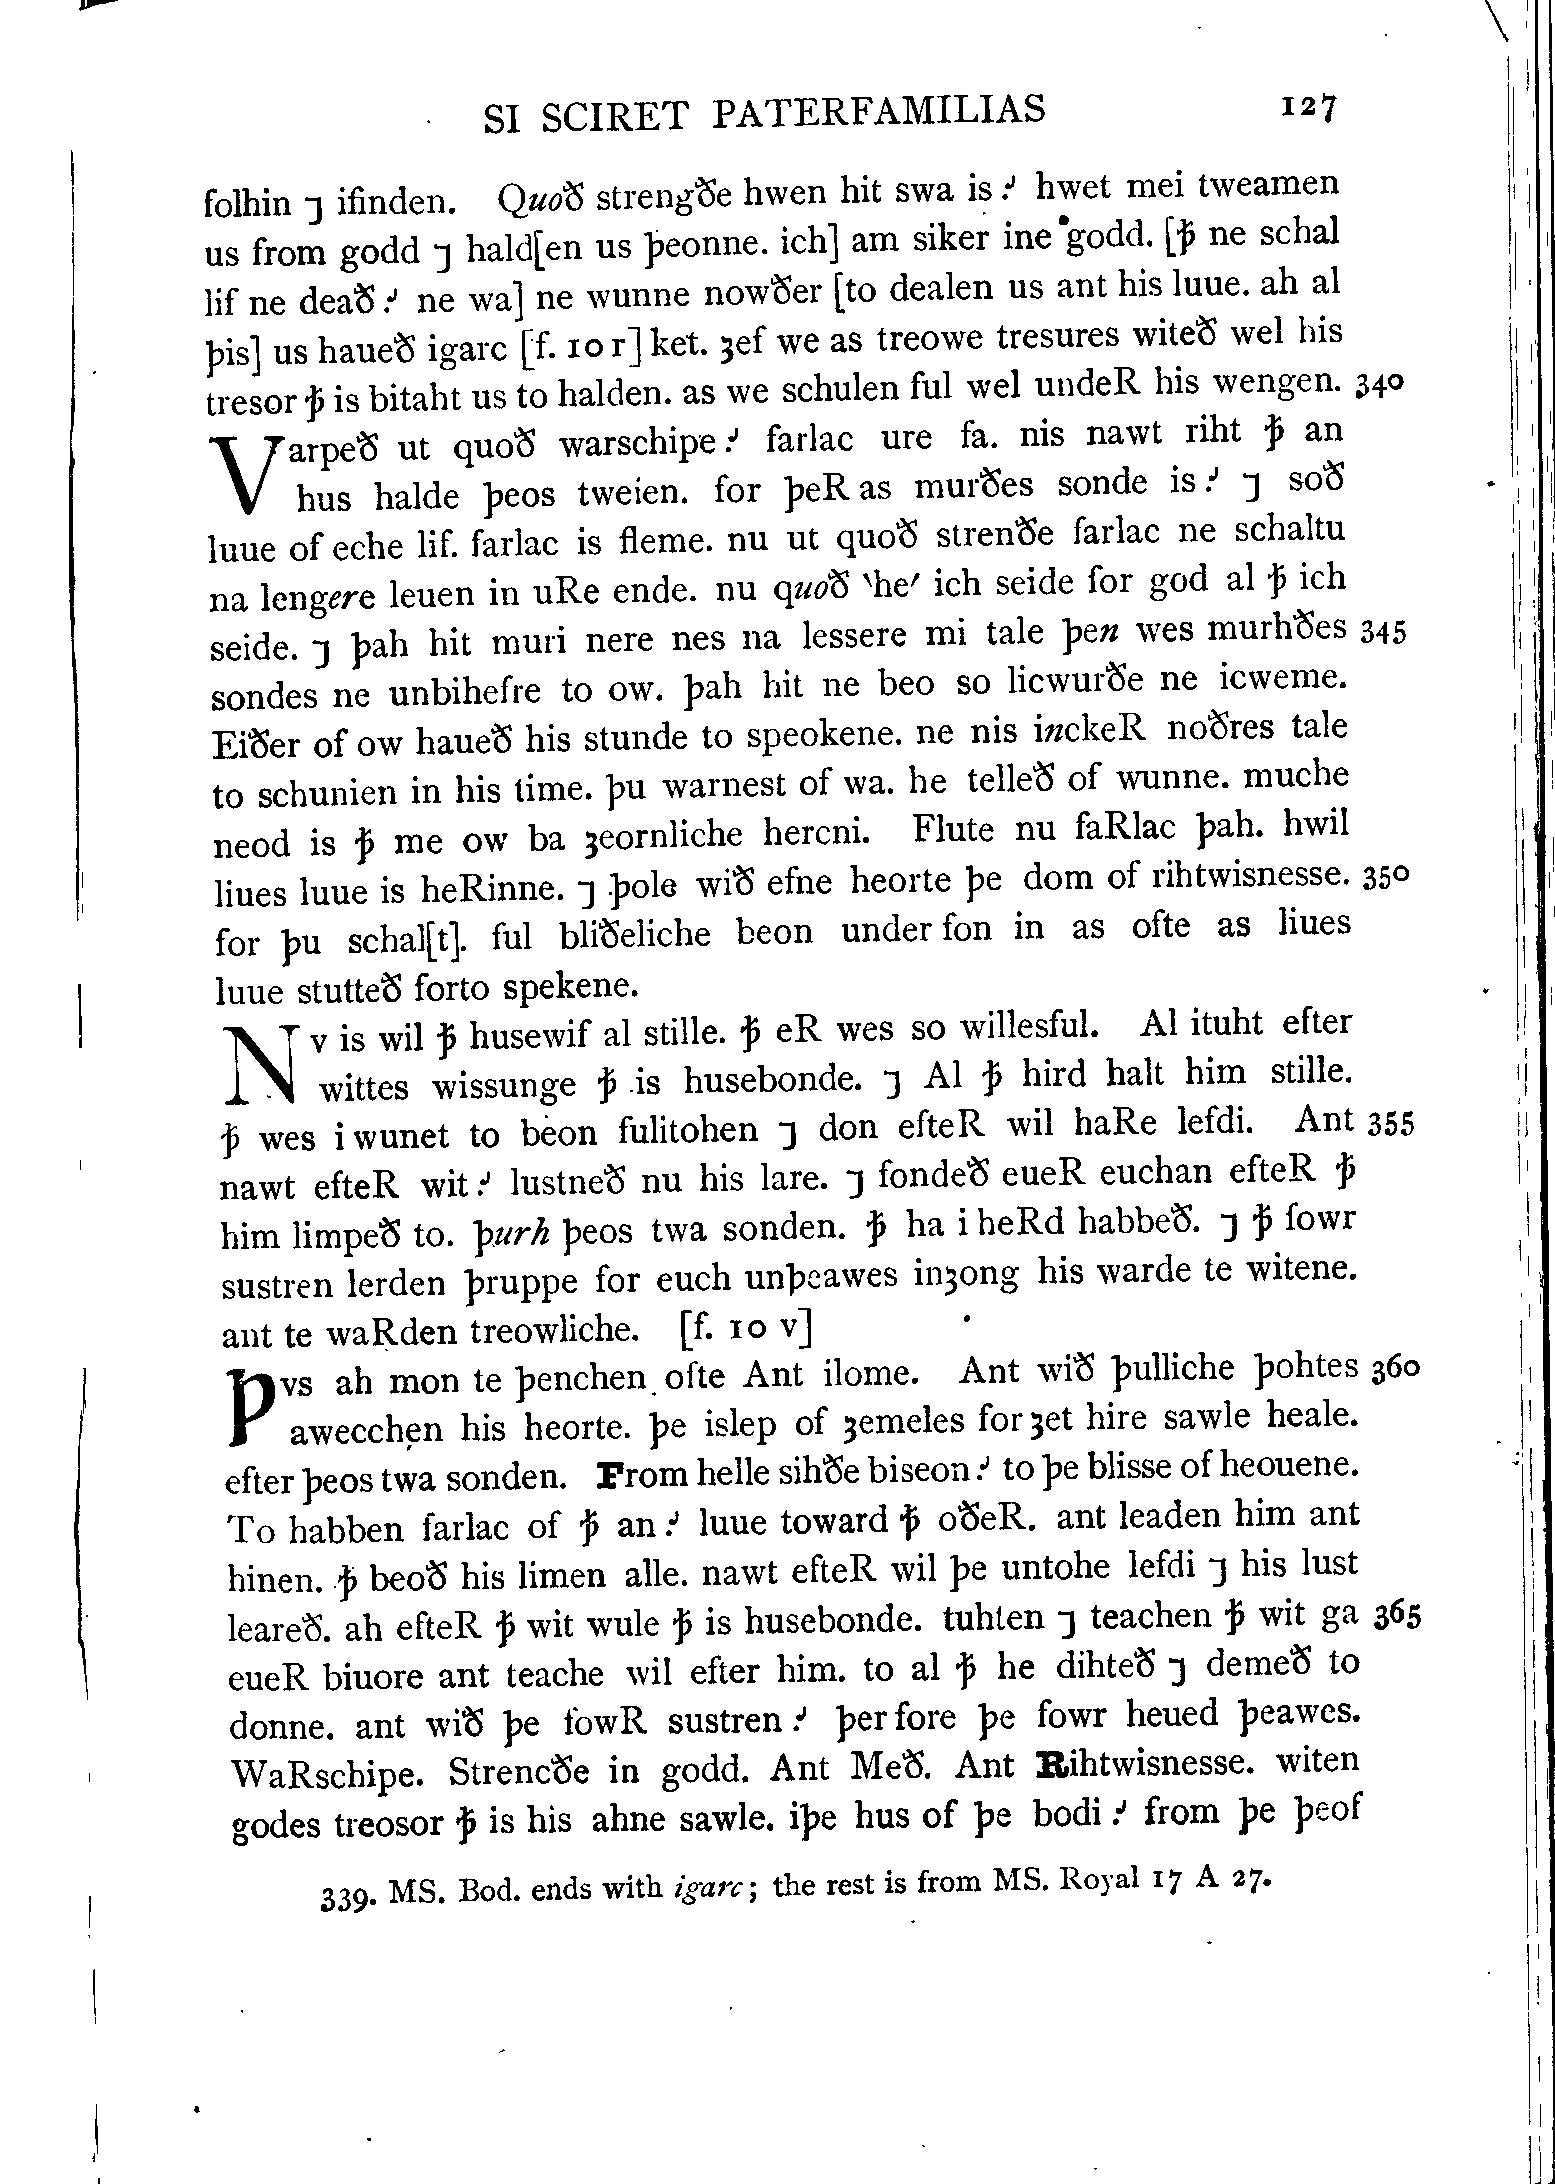 SI SCIRET PATERFAMILIAS 127
folhin ⁊ ifinden. Quoð strengðe hwen hit swa is⹎ hwet mei tweamen
us from godd ⁊ hald[en us þeonne. ich] am siker ine godd. [ꝥ ne schal
lif ne deað⹎ ne wa] ne wunne nowðer [to dealen us ant his luue. ah al
þis] us haueð igarc [f. 10 r] ket. ȝef we as treowe tresures witeð wel his
tresor ꝥ is bitaht us to halden. as we schulen ful wel undeR his wengen. 340
Varpeð ut quoð warschipe⹎ farlac ure fa. nis nawt riht ꝥ an
hus halde þeos tweien. for þeR as murðes sonde is⹎ ⁊ soð
luue of eche lif. farlac is fleme. nu ut quoð strenðe farlac ne schaltu
na lengere leuen in uRe ende. nu quoð ‵he′ ich seide for god al ꝥ ich
seide. ⁊ þah hit muri nere nes na lessere mi tale þen wes murhðes 345
sondes ne unbihefre to ow. þah hit ne beo so licwurðe ne icweme.
Eiðer of ow haueð his stunde to speokene. ne nis inckeR noðres tale
to schunien in his time. þu warnest of wa. he telleð of wunne. muche
neod is ꝥ me ow ba ȝeornliche hercni. Flute nu faRlac þah. hwil
liues luue is heRinne. ⁊ þole wið efne heorte þe dom of rihtwisnesse. 350
for þu schal[t]. ful bliðeliche beon under fon in as ofte as liues
luue stutteð forto spekene.
Nv is wil ꝥ husewif al stille. ꝥ eR wes so willesful. Al ituht efter
wittes wissunge ꝥ is husebonde. ⁊ Al ꝥ hird halt him stille.
ꝥ wes i wunet to beon fulitohen ⁊ don efteR wil haRe lefdi. Ant 355
nawt efteR wit⹎ lustneð nu his lare. ⁊ fondeð eueR euchan efteR ꝥ
him limpeð to. þurh þeos twa sonden. ꝥ ha i heRd habbeð. ⁊ ꝥ fowr
sustren lerden þruppe for euch unþeawes inȝong his warde te witene.
ant te waRden treowliche. [f. 10 v]
Þvs ah mon te þenchen ofte Ant ilome. Ant wið þulliche þohtes 360
awecchen his heorte. þe islep of ȝemeles for ȝet hire sawle heale.
efter þeos twa sonden. From helle sihðe biseon⹎ to þe blisse of heouene.
To habben farlac of ꝥ an⹎ luue toward ꝥ oðeR. ant leaden him ant
hinen. ꝥ beoð his limen alle. nawt efteR wil þe untohe lefdi ⁊ his lust
leareð. ah efteR ꝥ wit wule ꝥ is husebonde. tuhten ⁊ teachen ꝥ wit ga 365
eueR biuore ant teache wil efter him. to al ꝥ he dihteð ⁊ demeð to
donne. ant wið þe fowR sustren⹎ þer fore þe fowr heued þeawes.
WaRschipe. Strencðe in godd. Ant Með. Ant Rihtwisnesse. witen
godes treosor ꝥ is his ahne sawle. iþe hus of þe bodi⹎ from þe þeof
339. MS. Bod. ends with igarc; the rest is from MS. Royal 17 A 27.